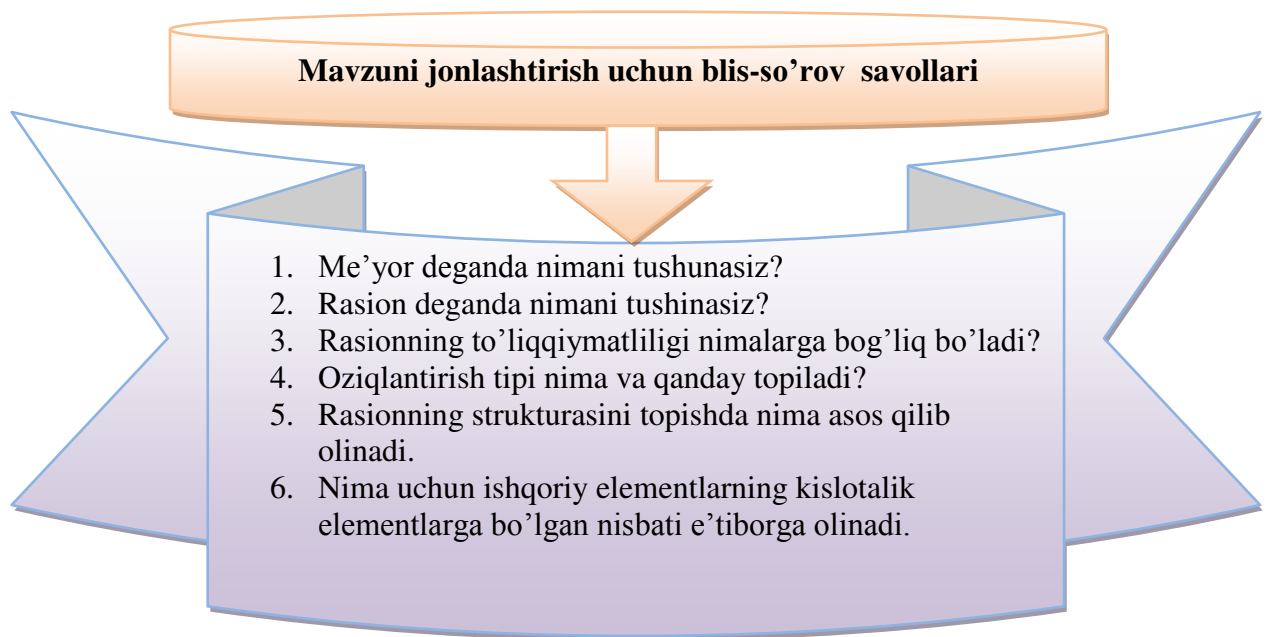 Mavzuni jonlashtirish uchun blis-so’rov savollari
1. Me’yor deganda nimani tushunasiz?
2. Rasion deganda nimani tushinasiz?
3. Rasionning to’liqqiymatliligi nimalarga bog’liq bo’ladi?
4. Oziqlantirish tipi nima va qanday topiladi?
5. Rasionning strukturasini topishda nima asos qilib
olinadi.
6. Nima uchun ishqoriy elementlarning kislotalik
elementlarga bo’lgan nisbati e’tiborga olinadi.